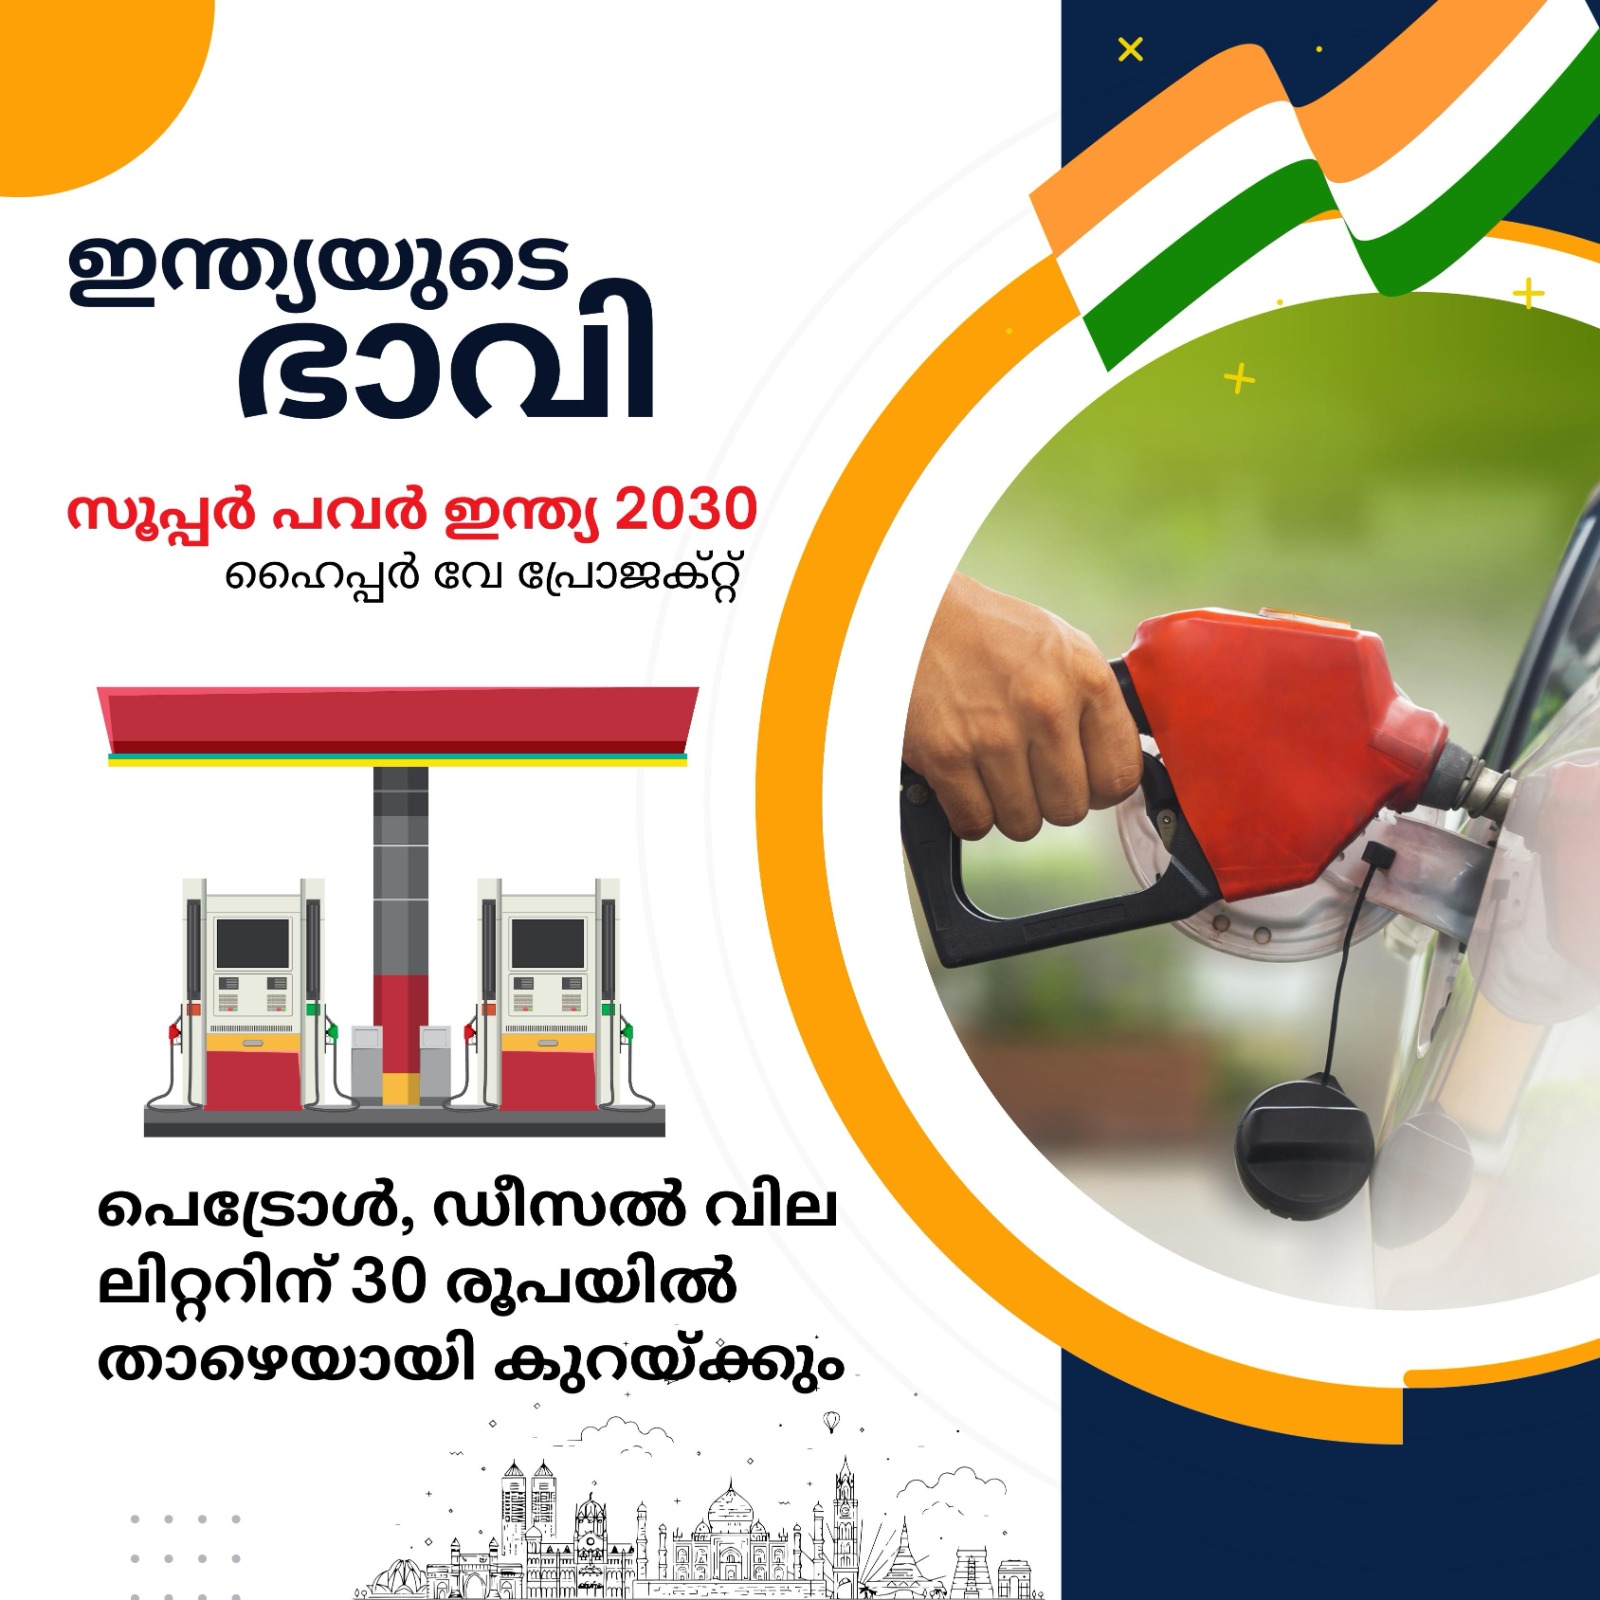 ഇന്ത്യയുടെ
ഭാവി
സൂപ്പർ പവർ ഇന്ത്യ 2030
ഹൈപ്പർ വേ പ്രോജക്റ്റ്
പെട്രോൾ, ഡീസൽ വില
ലിറ്ററിന് 30 രൂപയിൽ
താഴെയായി കുറയ്ക്കും